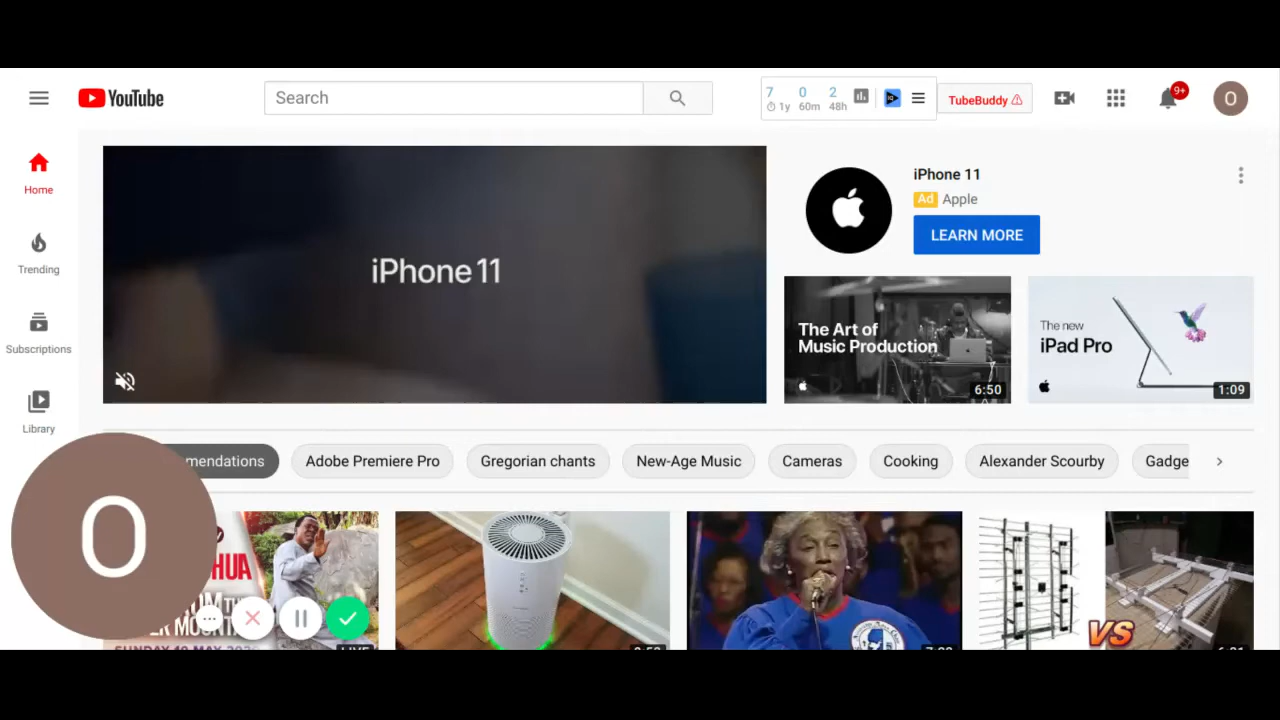 YouTube
Search
7 0 2
1y 60m 48h
TubeBuddy
9+
O
Home
Trending
Subscriptions
Library
iPhone 11
iPhone 11
Ad Apple
LEARN MORE
The Art of
Music Production
6:50
The new
iPad Pro
1:09
mendations
Adobe Premiere Pro
Gregorian chants
New-Age Music
Cameras
Cooking
Alexander Scourby
Gadge
O
VS